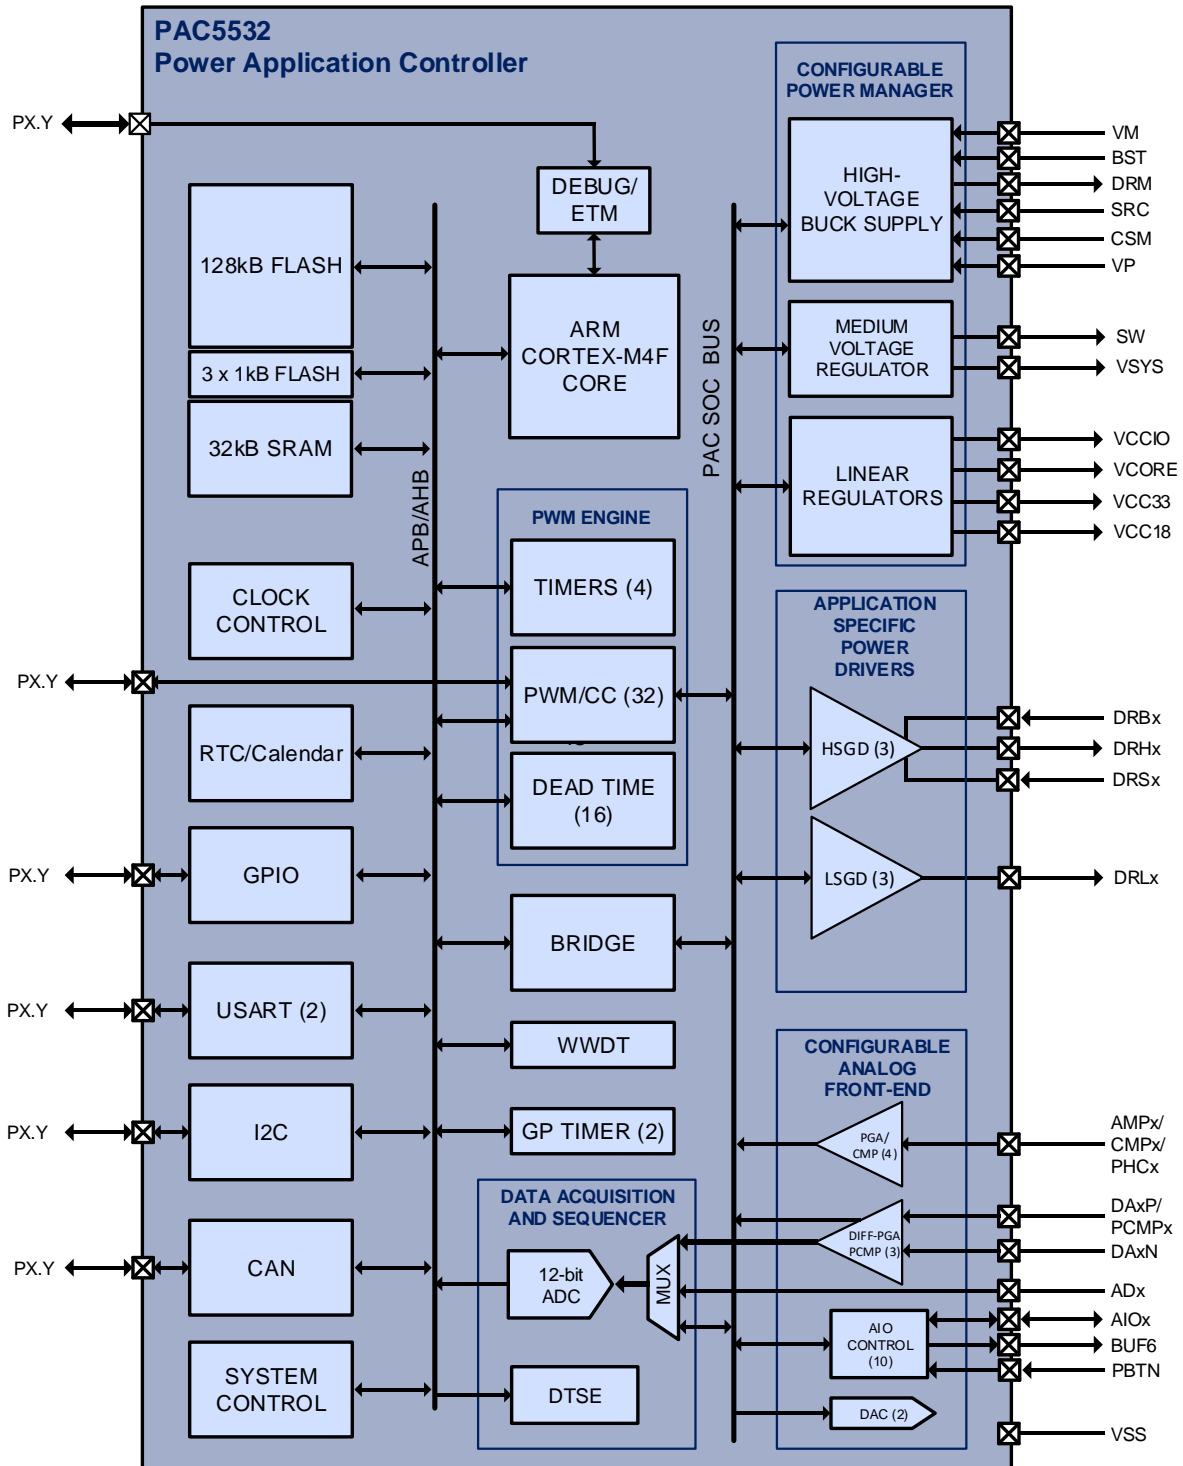 PAC5532
Power Application Controller
PX.Y
DEBUG/
ETM
128kB FLASH
3 x 1kB FLASH
32kB SRAM
ARM
CORTEX-M4F
CORE
APB/AHB
PAC SOC BUS
CONFIGURABLE
POWER MANAGER
HIGH-
VOLTAGE
BUCK SUPPLY
VM
BST
DRM
SRC
CSM
VP
MEDIUM
VOLTAGE
REGULATOR
SW
VSYS
LINEAR
REGULATORS
VCCIO
VCORE
VCC33
VCC18
PWM ENGINE
TIMERS (4)
PWM/CC (32)
DEAD TIME
(16)
CLOCK
CONTROL
PX.Y
RTC/Calendar
PX.Y
GPIO
APPLICATION
SPECIFIC
POWER
DRIVERS
HSGD (3)
DRBx
DRHx
DRSx
LSGD (3)
DRLx
BRIDGE
PX.Y
USART (2)
WWDT
PX.Y
I2C
GP TIMER (2)
CONFIGURABLE
ANALOG
FRONT-END
PGA/
CMP (4)
AMPx/
CMPx/
PHCx
DIFF-PGA
PCMP (3)
DAxP/
PCMPx
DAxN
ADx
AIO
CONTROL
(10)
AIOx
BUF6
PBTN
DAC (2)
VSS
DATA ACQUISITION
AND SEQUENCER
PX.Y
CAN
12-bit
ADC
MUX
SYSTEM
CONTROL
DTSE